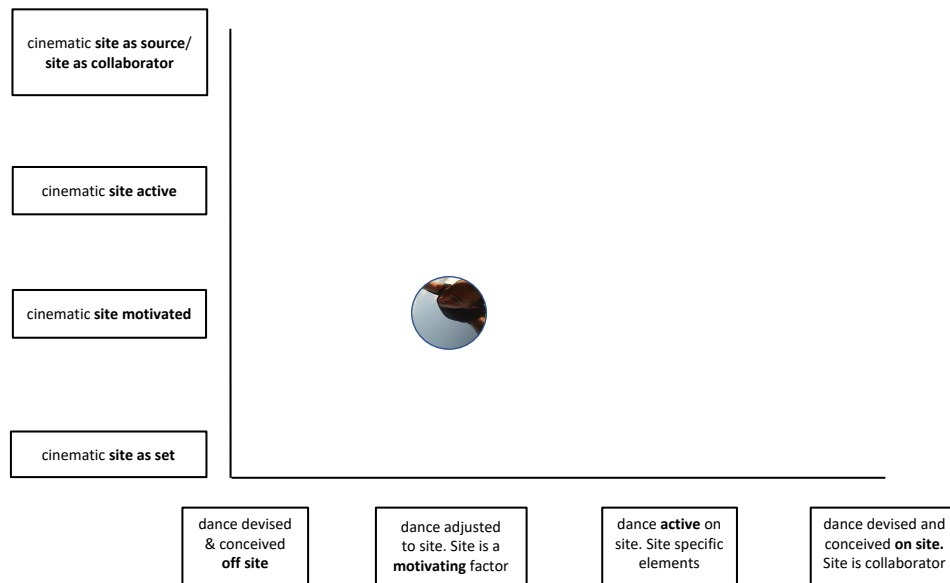 cinematic site as source/
site as collaborator
cinematic site active
cinematic site motivated
cinematic site as set
dance devised
& conceived
off site
dance adjusted
to site. Site is a
motivating factor
dance active on
site. Site specific
elements
dance devised and
conceived on site.
Site is collaborator